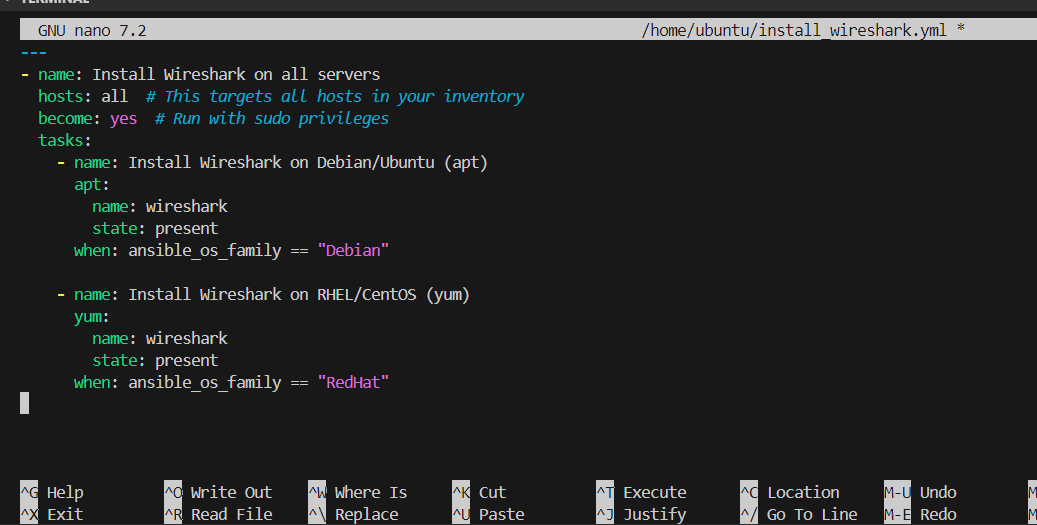 TERMINAL
GNU nano 7.2 /home/ubuntu/install_wireshark.yml *
---
- name: Install Wireshark on all servers
  hosts: all  # This targets all hosts in your inventory
  become: yes  # Run with sudo privileges
  tasks:
    - name: Install Wireshark on Debian/Ubuntu (apt)
      apt:
        name: wireshark
        state: present
      when: ansible_os_family == "Debian"

    - name: Install Wireshark on RHEL/CentOS (yum)
      yum:
        name: wireshark
        state: present
      when: ansible_os_family == "RedHat"
^G Help ^O Write Out ^W Where Is ^K Cut ^T Execute ^C Location M-U Undo M
^X Exit ^R Read File ^\ Replace ^U Paste ^J Justify ^/ Go To Line M-E Redo M